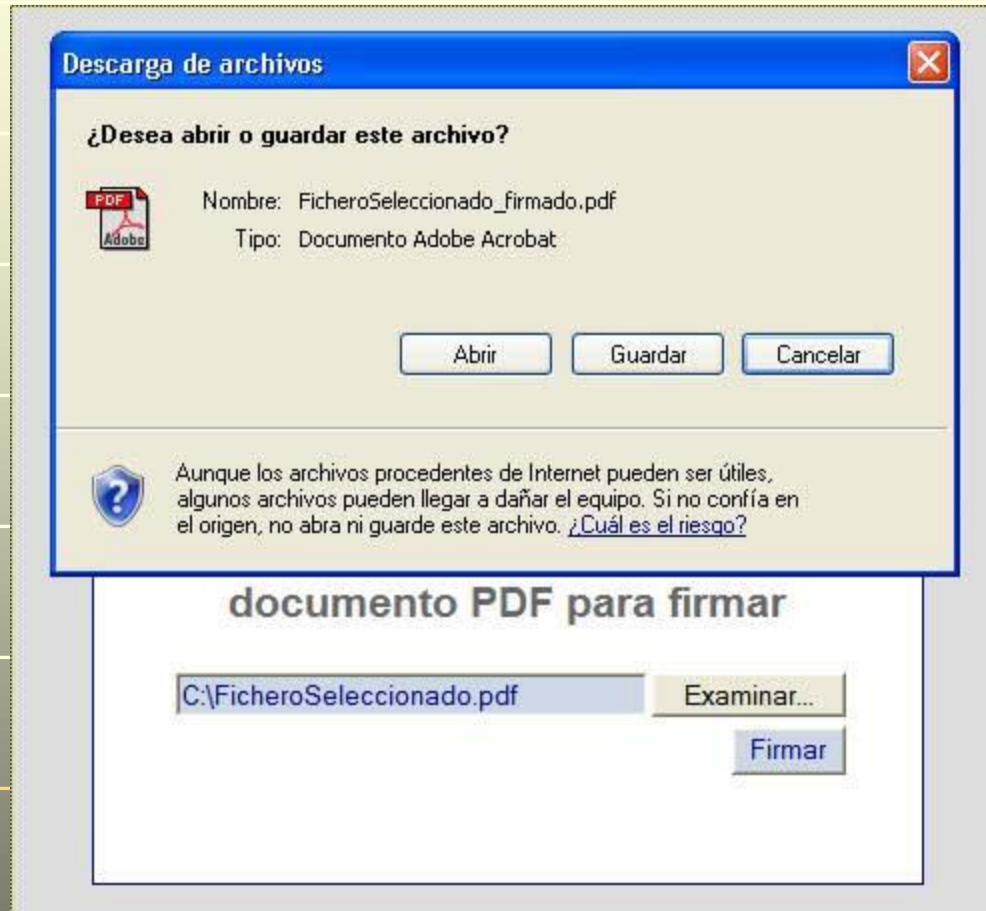 Descarga de archivos
¿Desea abrir o guardar este archivo?
PDF
Adobe
Nombre: FicheroSeleccionado_firmado.pdf
Tipo: Documento Adobe Acrobat
Abrir Guardar Cancelar
Aunque los archivos procedentes de Internet pueden ser útiles,
algunos archivos pueden llegar a dañar el equipo. Si no confía en
el origen, no abra ni guarde este archivo. ¿Cuál es el riesgo?
documento PDF para firmar
C:\FicheroSeleccionado.pdf Examinar...
Firmar